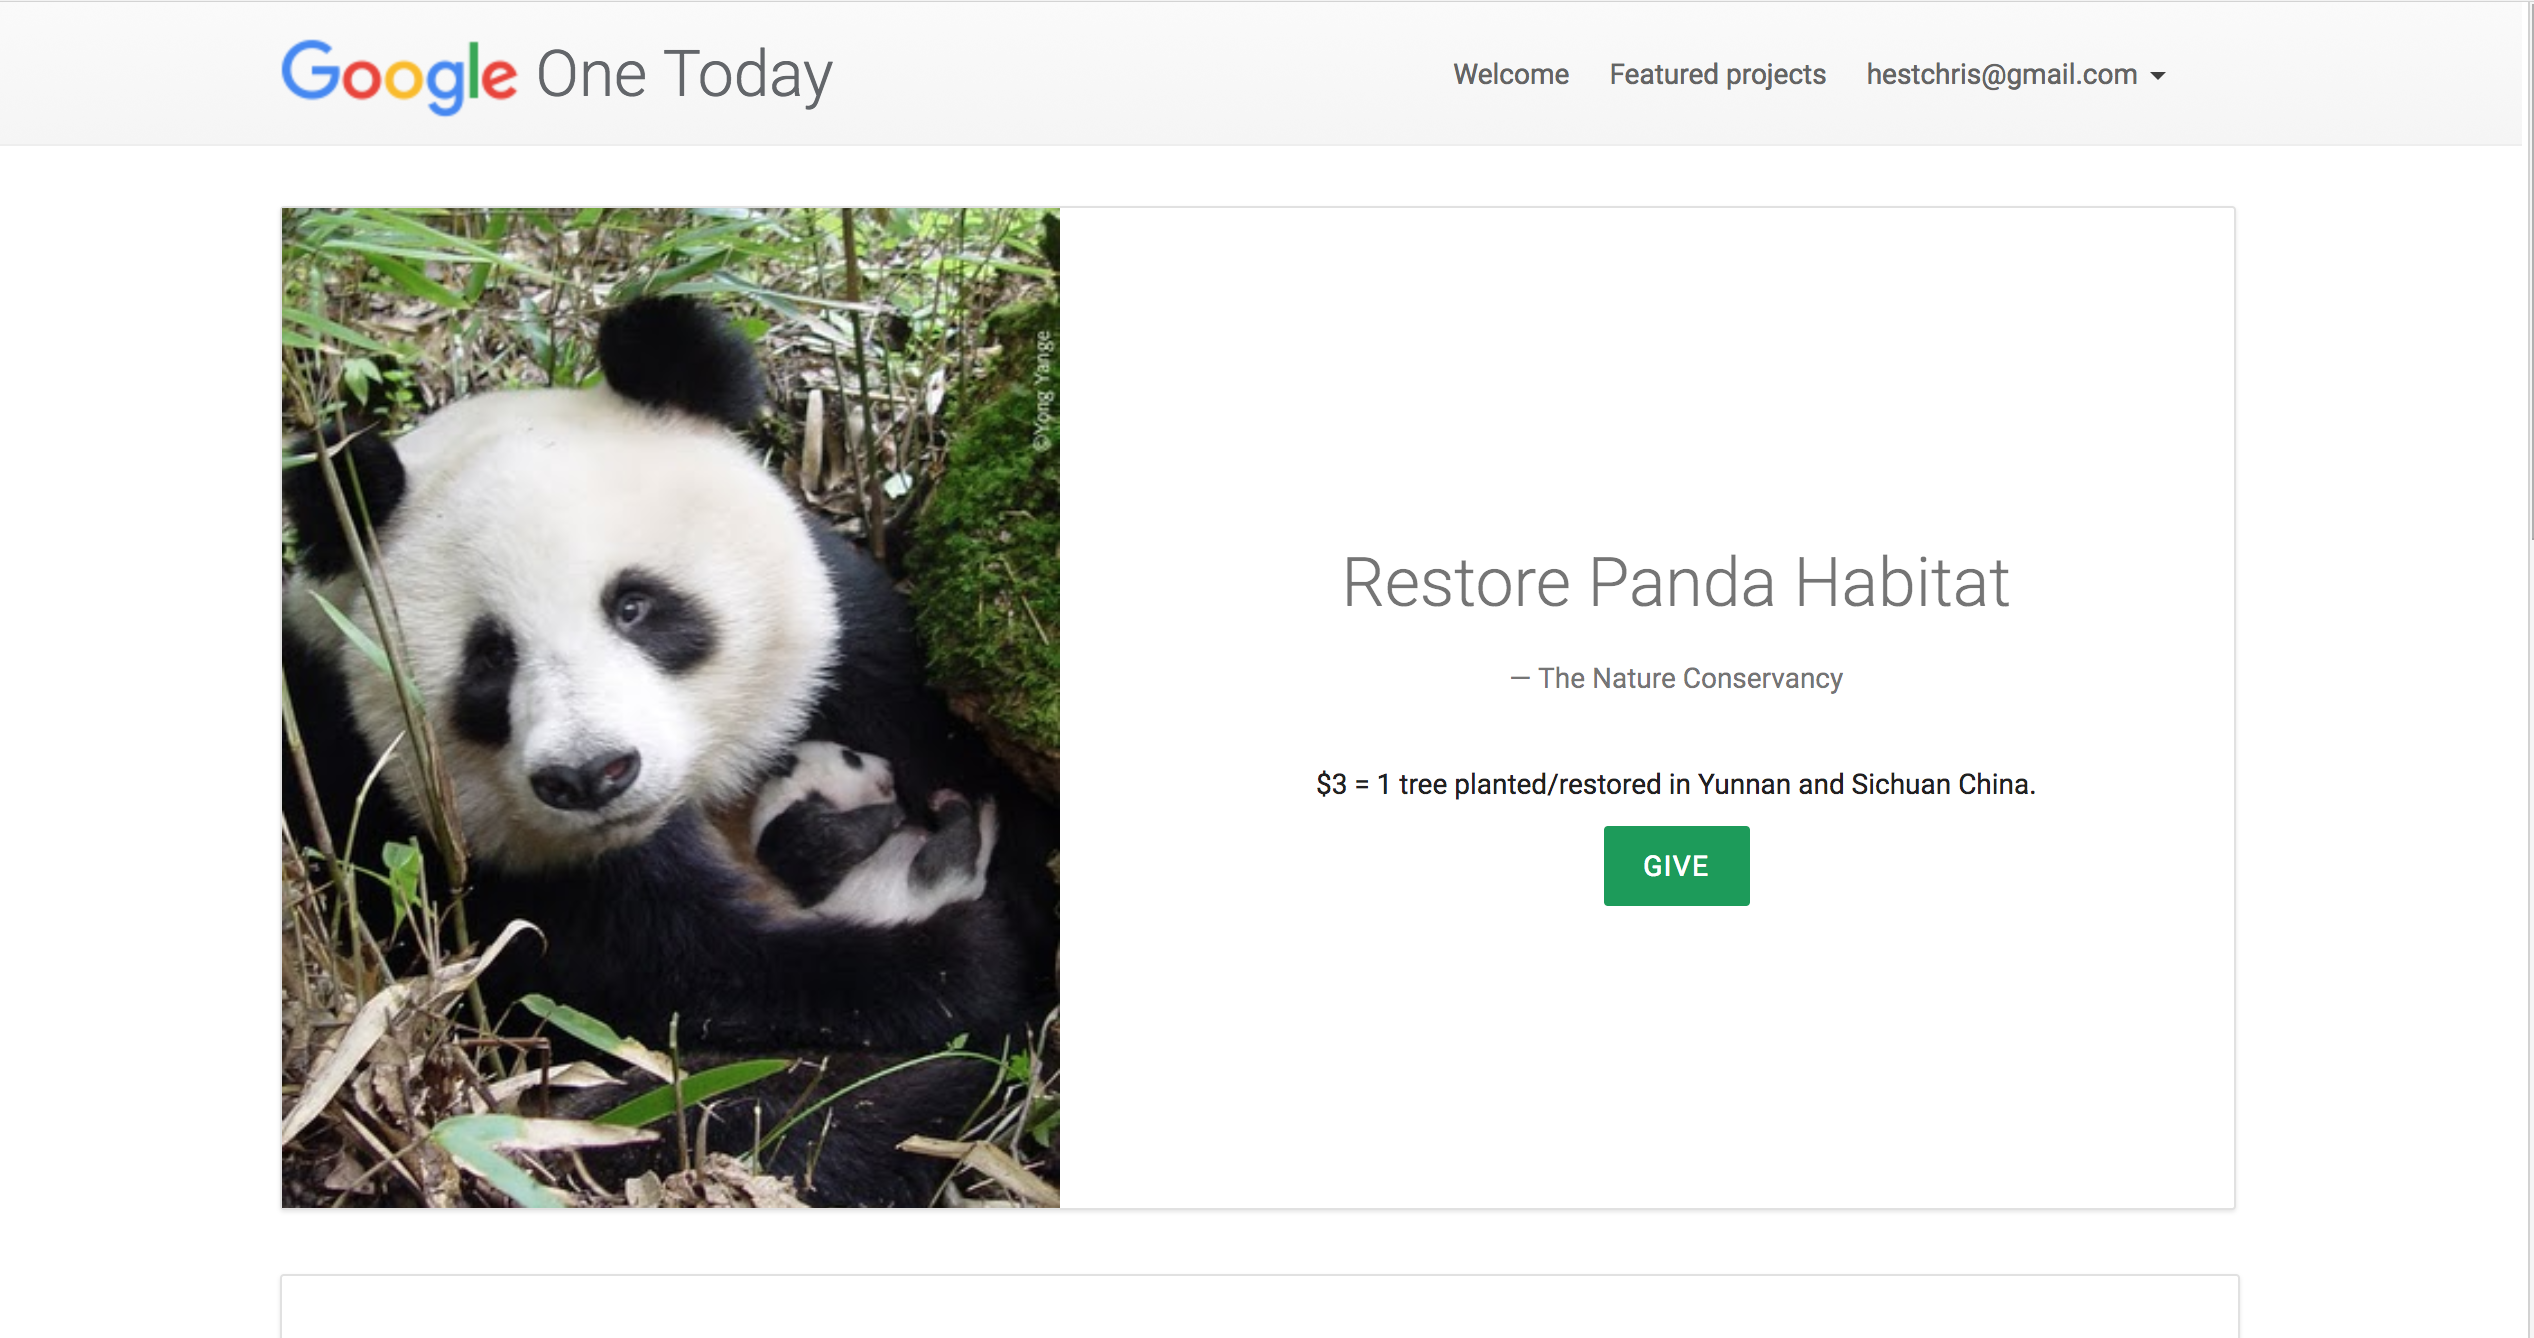 Google One Today
Welcome
Featured projects
hestchris@gmail.com
©Yong Yange
Restore Panda Habitat
— The Nature Conservancy
$3 = 1 tree planted/restored in Yunnan and Sichuan China.
GIVE